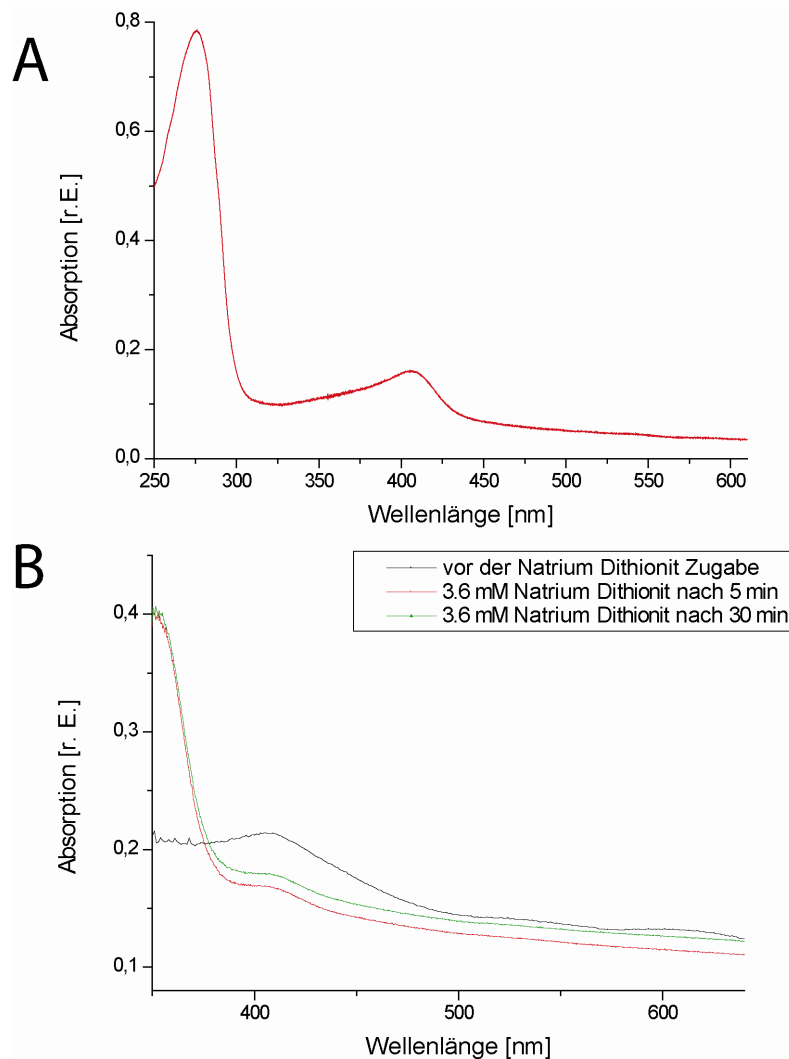 A
0,8
0,6
0,4
0,2
0,0
Absorption [r.E.]
250 300 350 400 450 500 550 600
Wellenlänge [nm]
B
vor der Natrium Dithionit Zugabe
3.6 mM Natrium Dithionit nach 5 min
3.6 mM Natrium Dithionit nach 30 min
0,4
0,3
0,2
0,1
Absorption [r. E.]
400 500 600
Wellenlänge [nm]